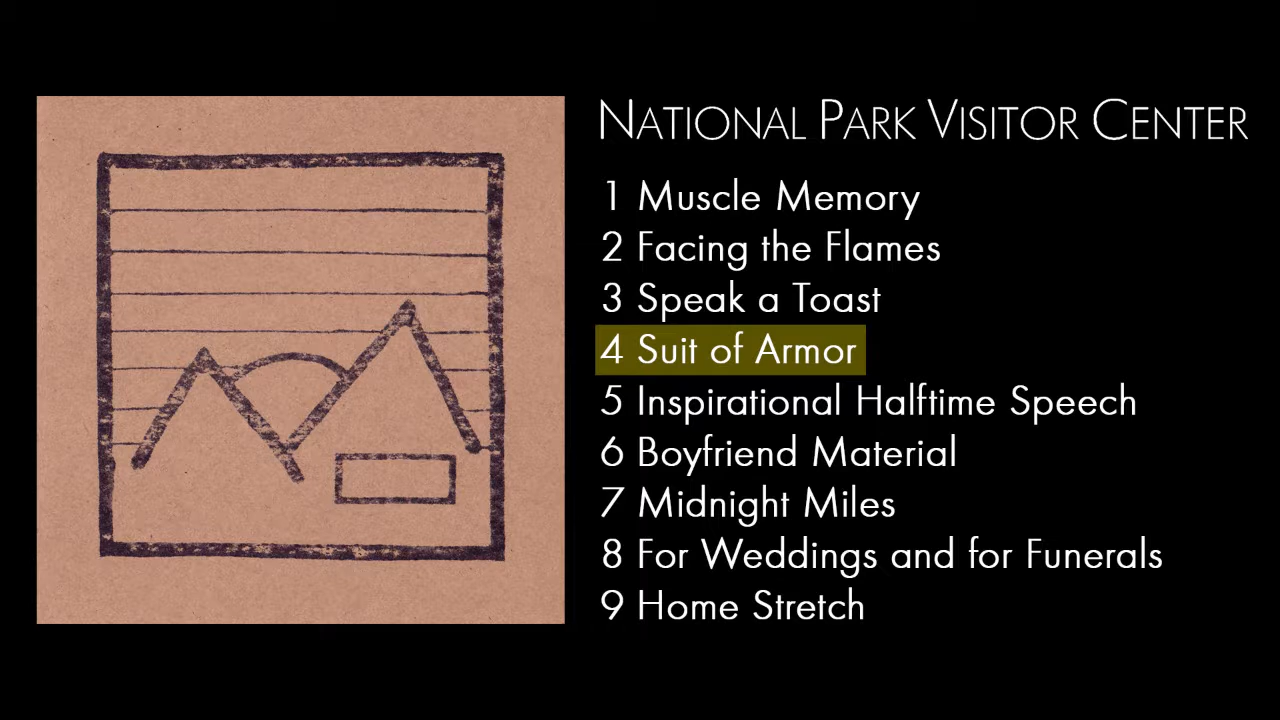 NATIONAL PARK VISITOR CENTER
1 Muscle Memory
2 Facing the Flames
3 Speak a Toast
4 Suit of Armor
5 Inspirational Halftime Speech
6 Boyfriend Material
7 Midnight Miles
8 For Weddings and for Funerals
9 Home Stretch